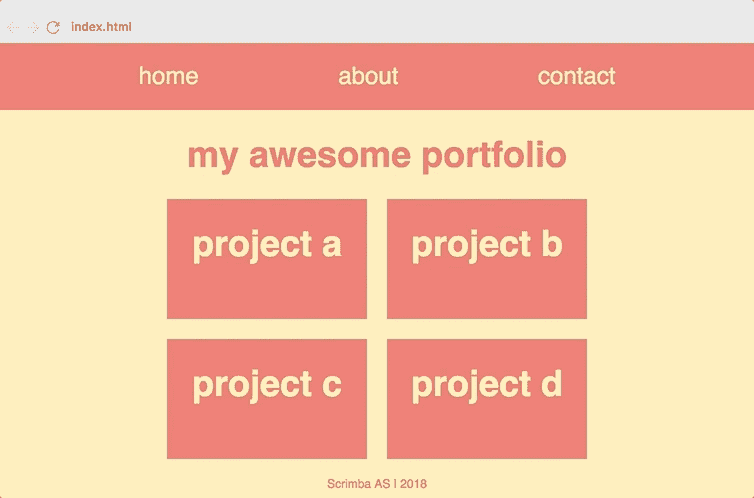 index.html
home about contact
my awesome portfolio
project a project b
project c project d
Scrimba AS | 2018